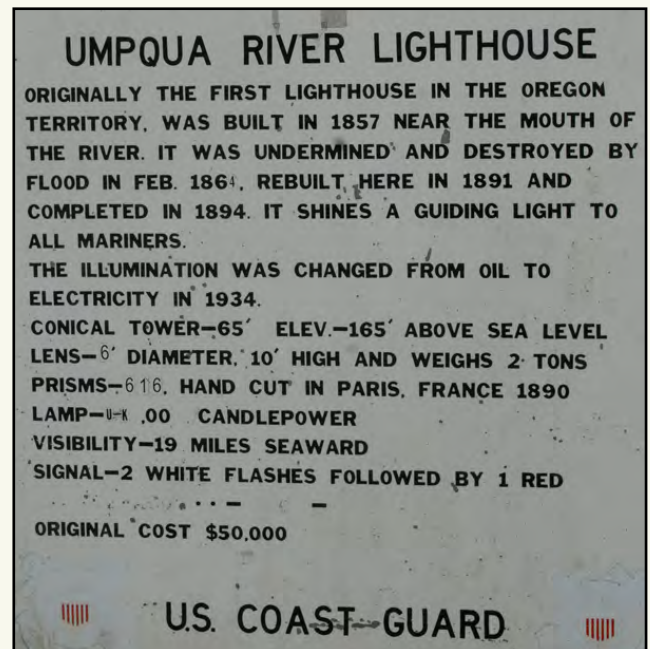 UMPQUA RIVER LIGHTHOUSE
ORIGINALLY THE FIRST LIGHTHOUSE IN THE OREGON
TERRITORY, WAS BUILT IN 1857 NEAR THE MOUTH OF
THE RIVER. IT WAS UNDERMINED AND DESTROYED BY
FLOOD IN FEB. 1864, REBUILT HERE IN 1891 AND
COMPLETED IN 1894. IT SHINES A GUIDING LIGHT TO
ALL MARINERS.
THE ILLUMINATION WAS CHANGED FROM OIL TO
ELECTRICITY IN 1934.
CONICAL TOWER-65' ELEV.-165' ABOVE SEA LEVEL
LENS-6' DIAMETER, 10' HIGH AND WEIGHS 2 TONS
PRISMS-616, HAND CUT IN PARIS, FRANCE 1890
LAMP- CANDLEPOWER
VISIBILITY-19 MILES SEAWARD
SIGNAL-2 WHITE FLASHES FOLLOWED BY 1 RED
ORIGINAL COST $50,000
U.S. COAST GUARD